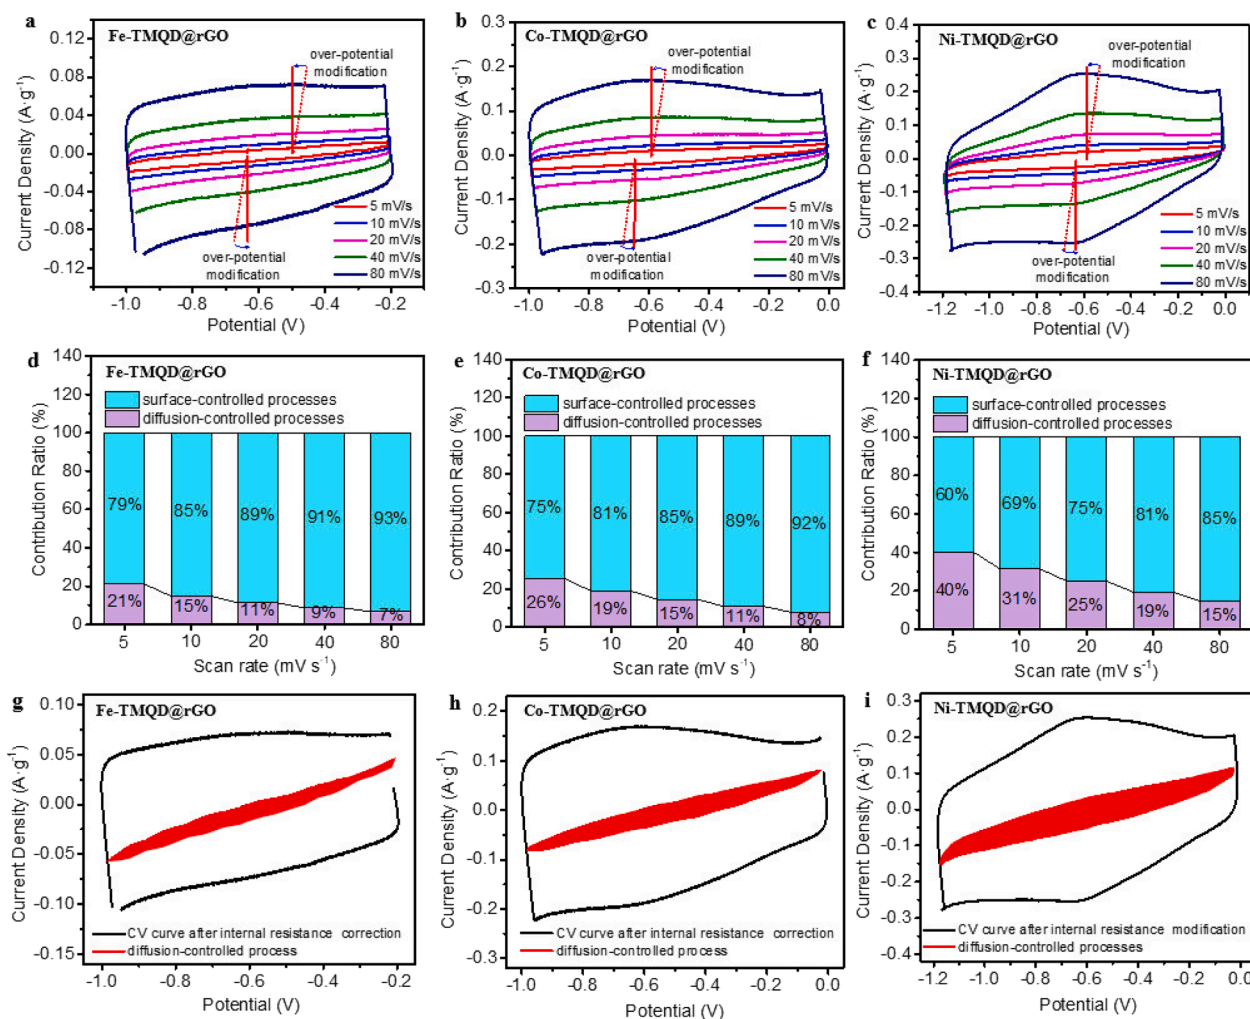 a
Fe-TMQD@rGO
over-potential
modification
over-potential
modification
5 mV/s
10 mV/s
20 mV/s
40 mV/s
80 mV/s
0.12
0.08
0.04
0.00
-0.04
-0.08
-0.12
Current Density (A·g⁻¹)
-1.0 -0.8 -0.6 -0.4 -0.2
Potential (V)
b
Co-TMQD@rGO
over-potential
modification
over-potential
modification
5 mV/s
10 mV/s
20 mV/s
40 mV/s
80 mV/s
0.3
0.2
0.1
0.0
-0.1
-0.2
-0.3
Current Density (A·g⁻¹)
-1.0 -0.8 -0.6 -0.4 -0.2 0.0
Potential (V)
c
Ni-TMQD@rGO
over-potential
modification
over-potential
modification
5 mV/s
10 mV/s
20 mV/s
40 mV/s
80 mV/s
0.4
0.3
0.2
0.1
0.0
-0.1
-0.2
-0.3
-0.4
Current Density (A·g⁻¹)
-1.2 -1.0 -0.8 -0.6 -0.4 -0.2 0.0
Potential (V)
d
Fe-TMQD@rGO
surface-controlled processes
diffusion-controlled processes
140
120
100
80
60
40
20
0
Contribution Ratio (%)
79% 85% 89% 91% 93%
21% 15% 11% 9% 7%
5 10 20 40 80
Scan rate (mV s⁻¹)
e
Co-TMQD@rGO
surface-controlled processes
diffusion-controlled processes
140
120
100
80
60
40
20
0
Contribution Ratio (%)
75% 81% 85% 89% 92%
26% 19% 15% 11% 8%
5 10 20 40 80
Scan rate (mV s⁻¹)
f
Ni-TMQD@rGO
surface-controlled processes
diffusion-controlled processes
140
120
100
80
60
40
20
0
Contribution Ratio (%)
60% 69% 75% 81% 85%
40% 31% 25% 19% 15%
5 10 20 40 80
Scan rate (mV s⁻¹)
g
Fe-TMQD@rGO
0.10
0.05
0.00
-0.05
-0.10
-0.15
Current Density (A·g⁻¹)
CV curve after internal resistance correction
diffusion-controlled process
-1.0 -0.8 -0.6 -0.4 -0.2
Potential (V)
h
Co-TMQD@rGO
0.2
0.1
0.0
-0.1
-0.2
-0.3
Current Density (A·g⁻¹)
CV curve after internal resistance correction
diffusion-controlled process
-1.0 -0.8 -0.6 -0.4 -0.2 0.0
Potential (V)
i
Ni-TMQD@rGO
0.3
0.2
0.1
0.0
-0.1
-0.2
-0.3
-0.4
Current Density (A·g⁻¹)
CV curve after internal resistance modification
diffusion-controlled processes
-1.2 -1.0 -0.8 -0.6 -0.4 -0.2 0.0
Potential (V)